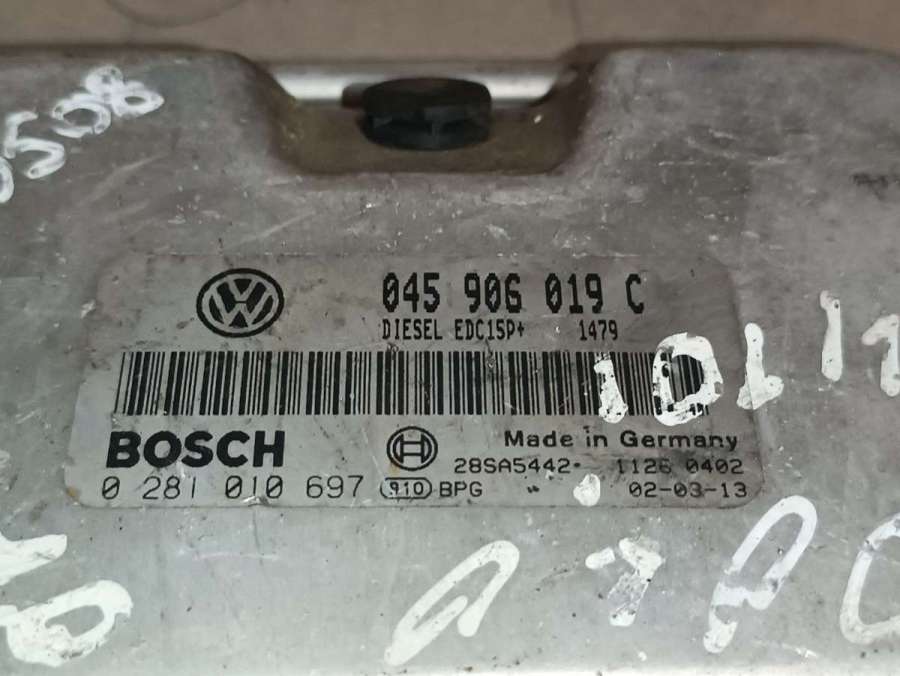 0508
045 906 019 C
DIESEL EDC15P+ 1479
BOSCH
Made in Germany
28SA5442 1126 0402
0 281 010 697 910 BPG 02-03-13